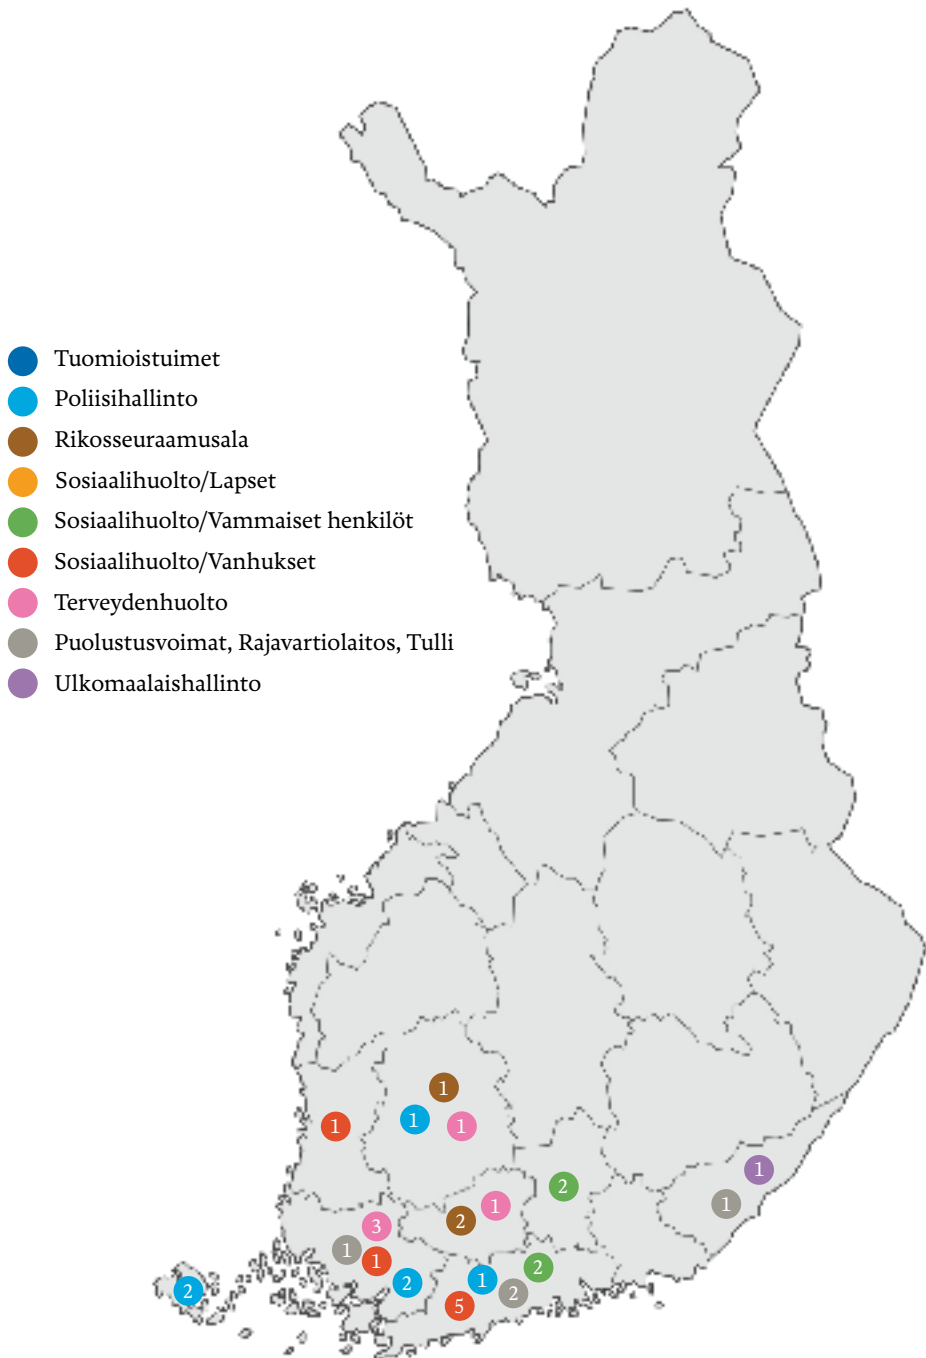 Tuomioistuimet
Poliisihallinto
Rikosseuraamusala
Sosiaalihuolto/Lapset
Sosiaalihuolto/Vammaiset henkilöt
Sosiaalihuolto/Vanhukset
Terveydenhuolto
Puolustusvoimat, Rajavartiolaitos, Tulli
Ulkomaalaishallinto
1
1
1
1
1
2
1
1
2
3
1
1
2
2
1
2
2
5